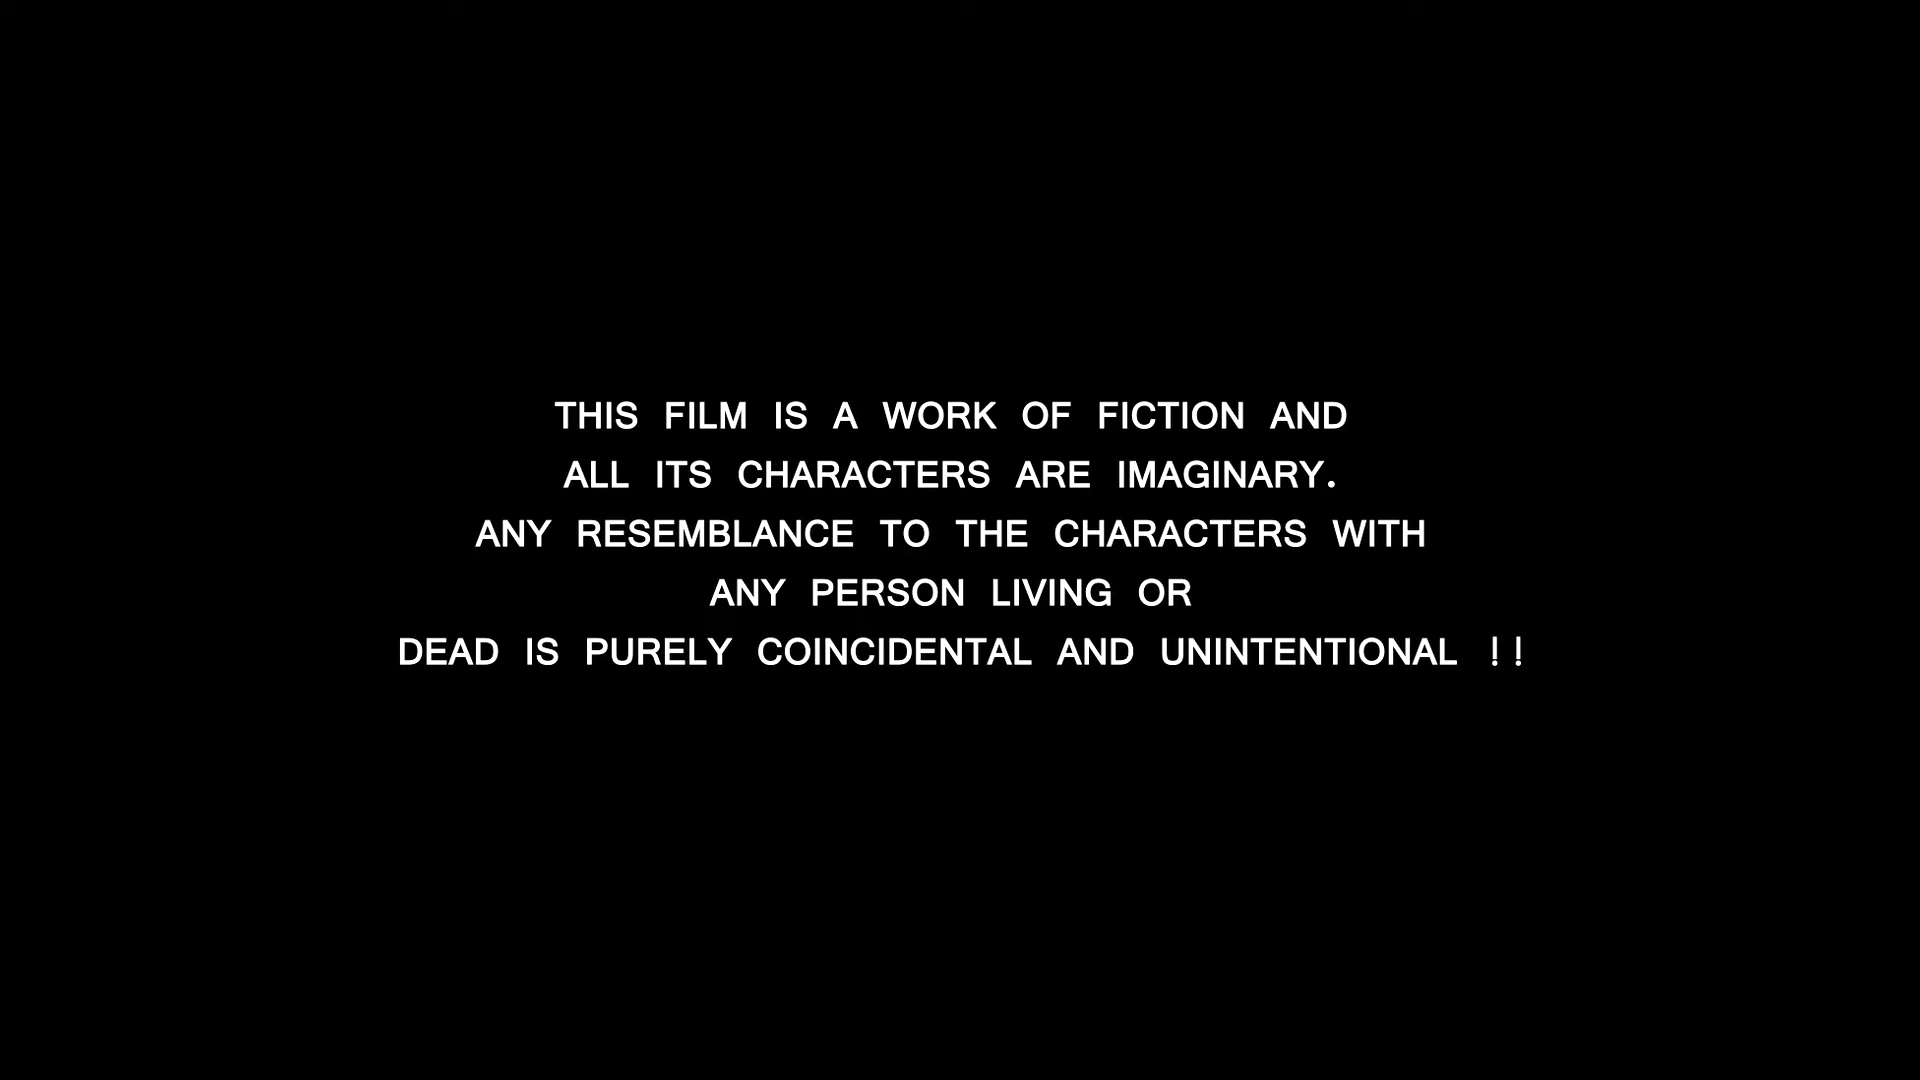 THIS FILM IS A WORK OF FICTION AND
ALL ITS CHARACTERS ARE IMAGINARY.
ANY RESEMBLANCE TO THE CHARACTERS WITH
ANY PERSON LIVING OR
DEAD IS PURELY COINCIDENTAL AND UNINTENTIONAL !!